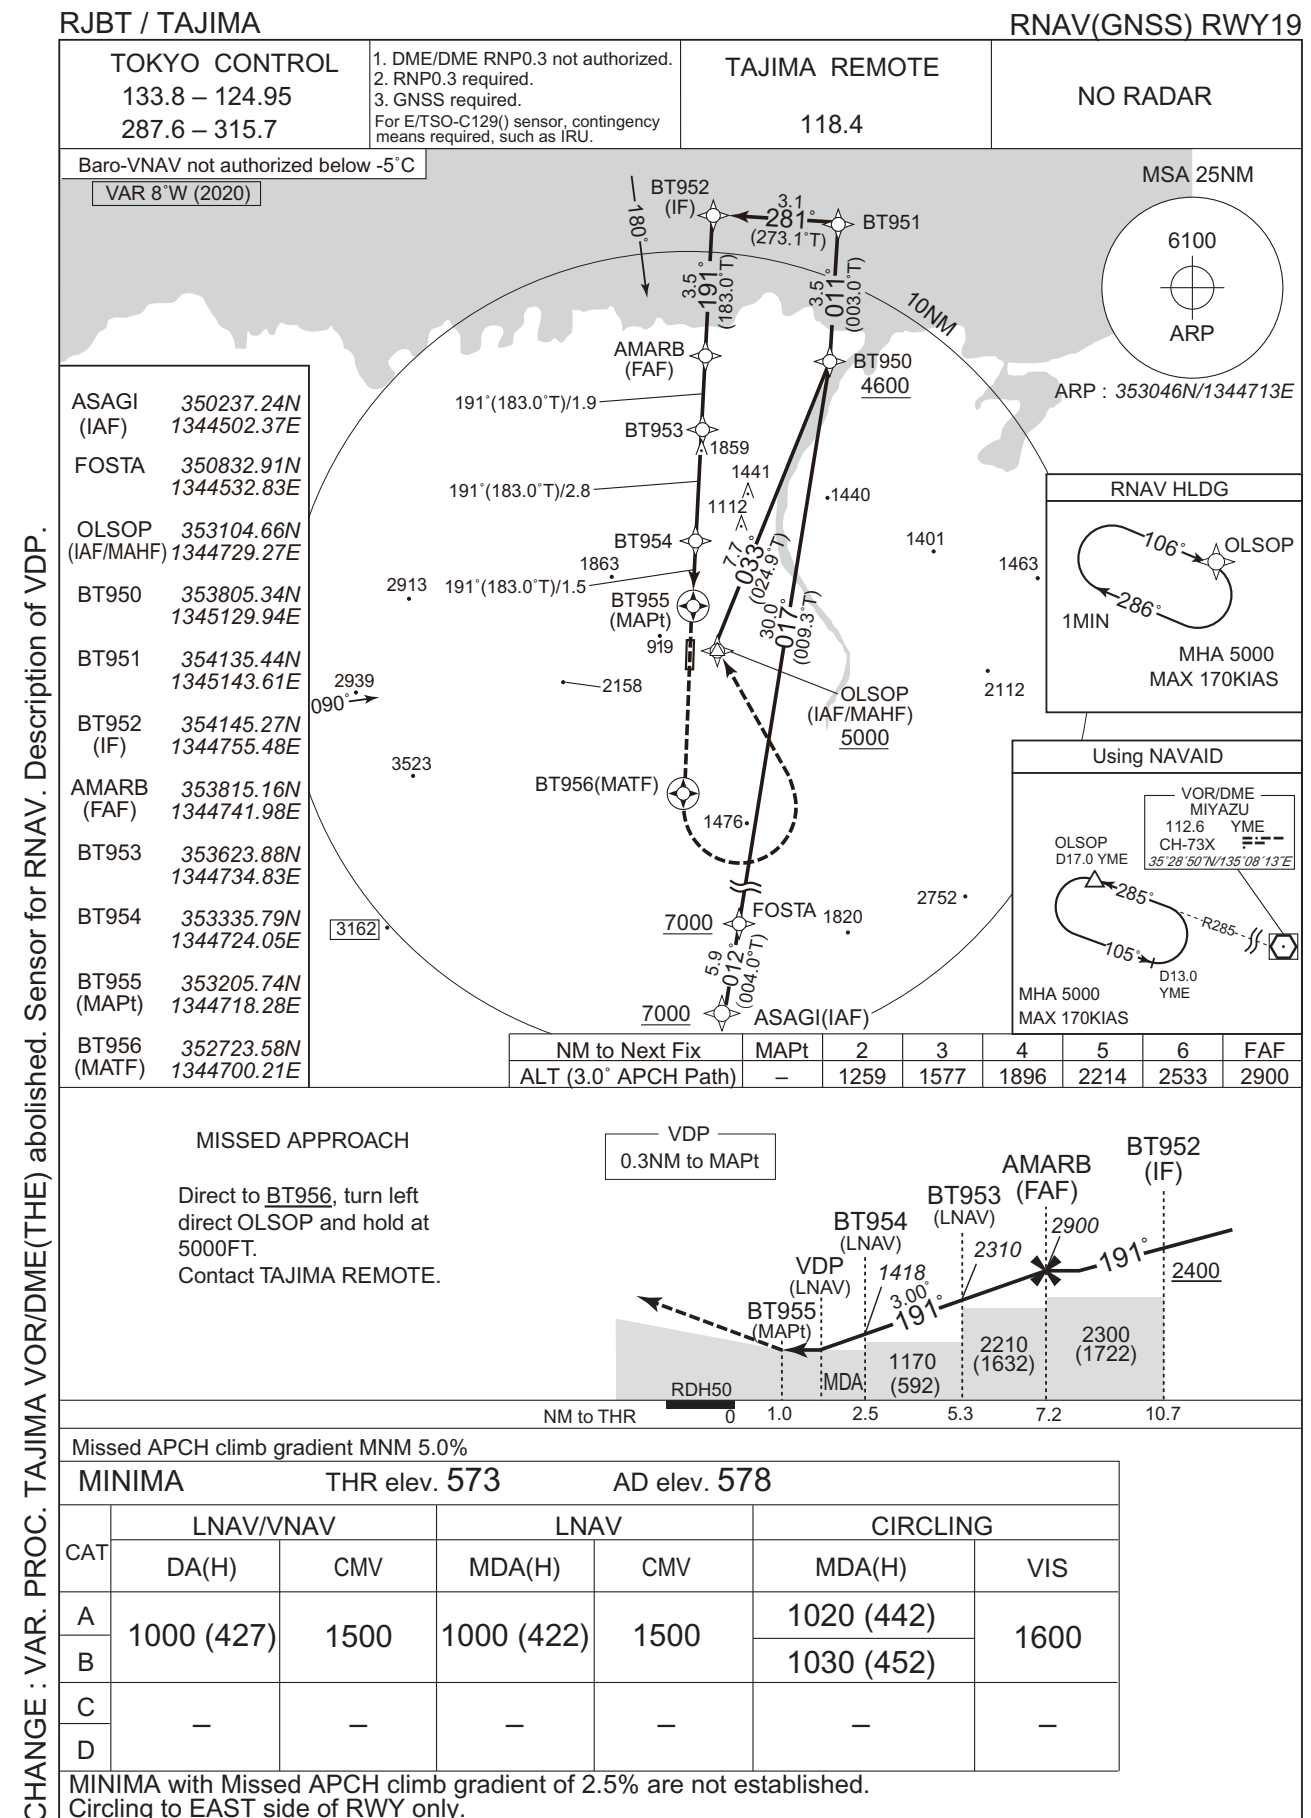 RJBT / TAJIMA
RNAV(GNSS) RWY19
TOKYO CONTROL
133.8 – 124.95
287.6 – 315.7
1. DME/DME RNP0.3 not authorized.
2. RNP0.3 required.
3. GNSS required.
For E/TSO-C129() sensor, contingency
means required, such as IRU.
TAJIMA REMOTE
118.4
NO RADAR
Baro-VNAV not authorized below -5˚C
VAR 8˚W (2020)
180˚
BT952
(IF)
3.1
281˚
(273.1˚T)
BT951
3.5
191˚
(183.0˚T)
3.5
011˚
(003.0˚T)
10NM
MSA 25NM
6100
ARP
ARP : 353046N/1344713E
AMARB
(FAF)
BT950
4600
191˚(183.0˚T)/1.9
BT953
1859
191˚(183.0˚T)/2.8
1441
1112
1440
BT954
1863
191˚(183.0˚T)/1.5
2913
BT955
(MAPt)
919
7.7
033˚
(024.9˚T)
30.0
017˚
(009.3˚T)
1401
1463
2939
090˚
2158
OLSOP
(IAF/MAHF)
5000
2112
3523
BT956(MATF)
1476
2752
3162
7000
FOSTA
1820
5.9
012˚
(004.0˚T)
7000
ASAGI(IAF)
ASAGI 350237.24N
(IAF) 1344502.37E
FOSTA 350832.91N
1344532.83E
OLSOP 353104.66N
(IAF/MAHF) 1344729.27E
BT950 353805.34N
1345129.94E
BT951 354135.44N
1345143.61E
BT952 354145.27N
(IF) 1344755.48E
AMARB 353815.16N
(FAF) 1344741.98E
BT953 353623.88N
1344734.83E
BT954 353335.79N
1344724.05E
BT955 353205.74N
(MAPt) 1344718.28E
BT956 352723.58N
(MATF) 1344700.21E
RNAV HLDG
106˚
OLSOP
286˚
1MIN
MHA 5000
MAX 170KIAS
Using NAVAID
VOR/DME
MIYAZU
112.6 YME
CH-73X
35˚28'50"N/135˚08'13"E
OLSOP
D17.0 YME
285˚
R285
105˚
D13.0
YME
MHA 5000
MAX 170KIAS
NM to Next Fix MAPt 2 3 4 5 6 FAF
ALT (3.0˚ APCH Path) – 1259 1577 1896 2214 2533 2900
MISSED APPROACH
Direct to BT956, turn left
direct OLSOP and hold at
5000FT.
Contact TAJIMA REMOTE.
VDP
0.3NM to MAPt
BT952
(IF)
AMARB
(FAF)
BT953
(LNAV)
BT954
(LNAV)
VDP
(LNAV)
BT955
(MAPt)
2900
2310
1418
3.00˚
191˚
191˚
2400
2300
(1722)
2210
(1632)
1170
(592)
MDA
RDH50
NM to THR 0 1.0 2.5 5.3 7.2 10.7
Missed APCH climb gradient MNM 5.0%
MINIMA THR elev. 573 AD elev. 578
CAT LNAV/VNAV LNAV CIRCLING
DA(H) CMV MDA(H) CMV MDA(H) VIS
A 1000 (427) 1500 1000 (422) 1500 1020 (442) 1600
B 1030 (452)
C – – – – – –
D
MINIMA with Missed APCH climb gradient of 2.5% are not established.
Circling to EAST side of RWY only.
CHANGE : VAR. PROC. TAJIMA VOR/DME(THE) abolished. Sensor for RNAV. Description of VDP.